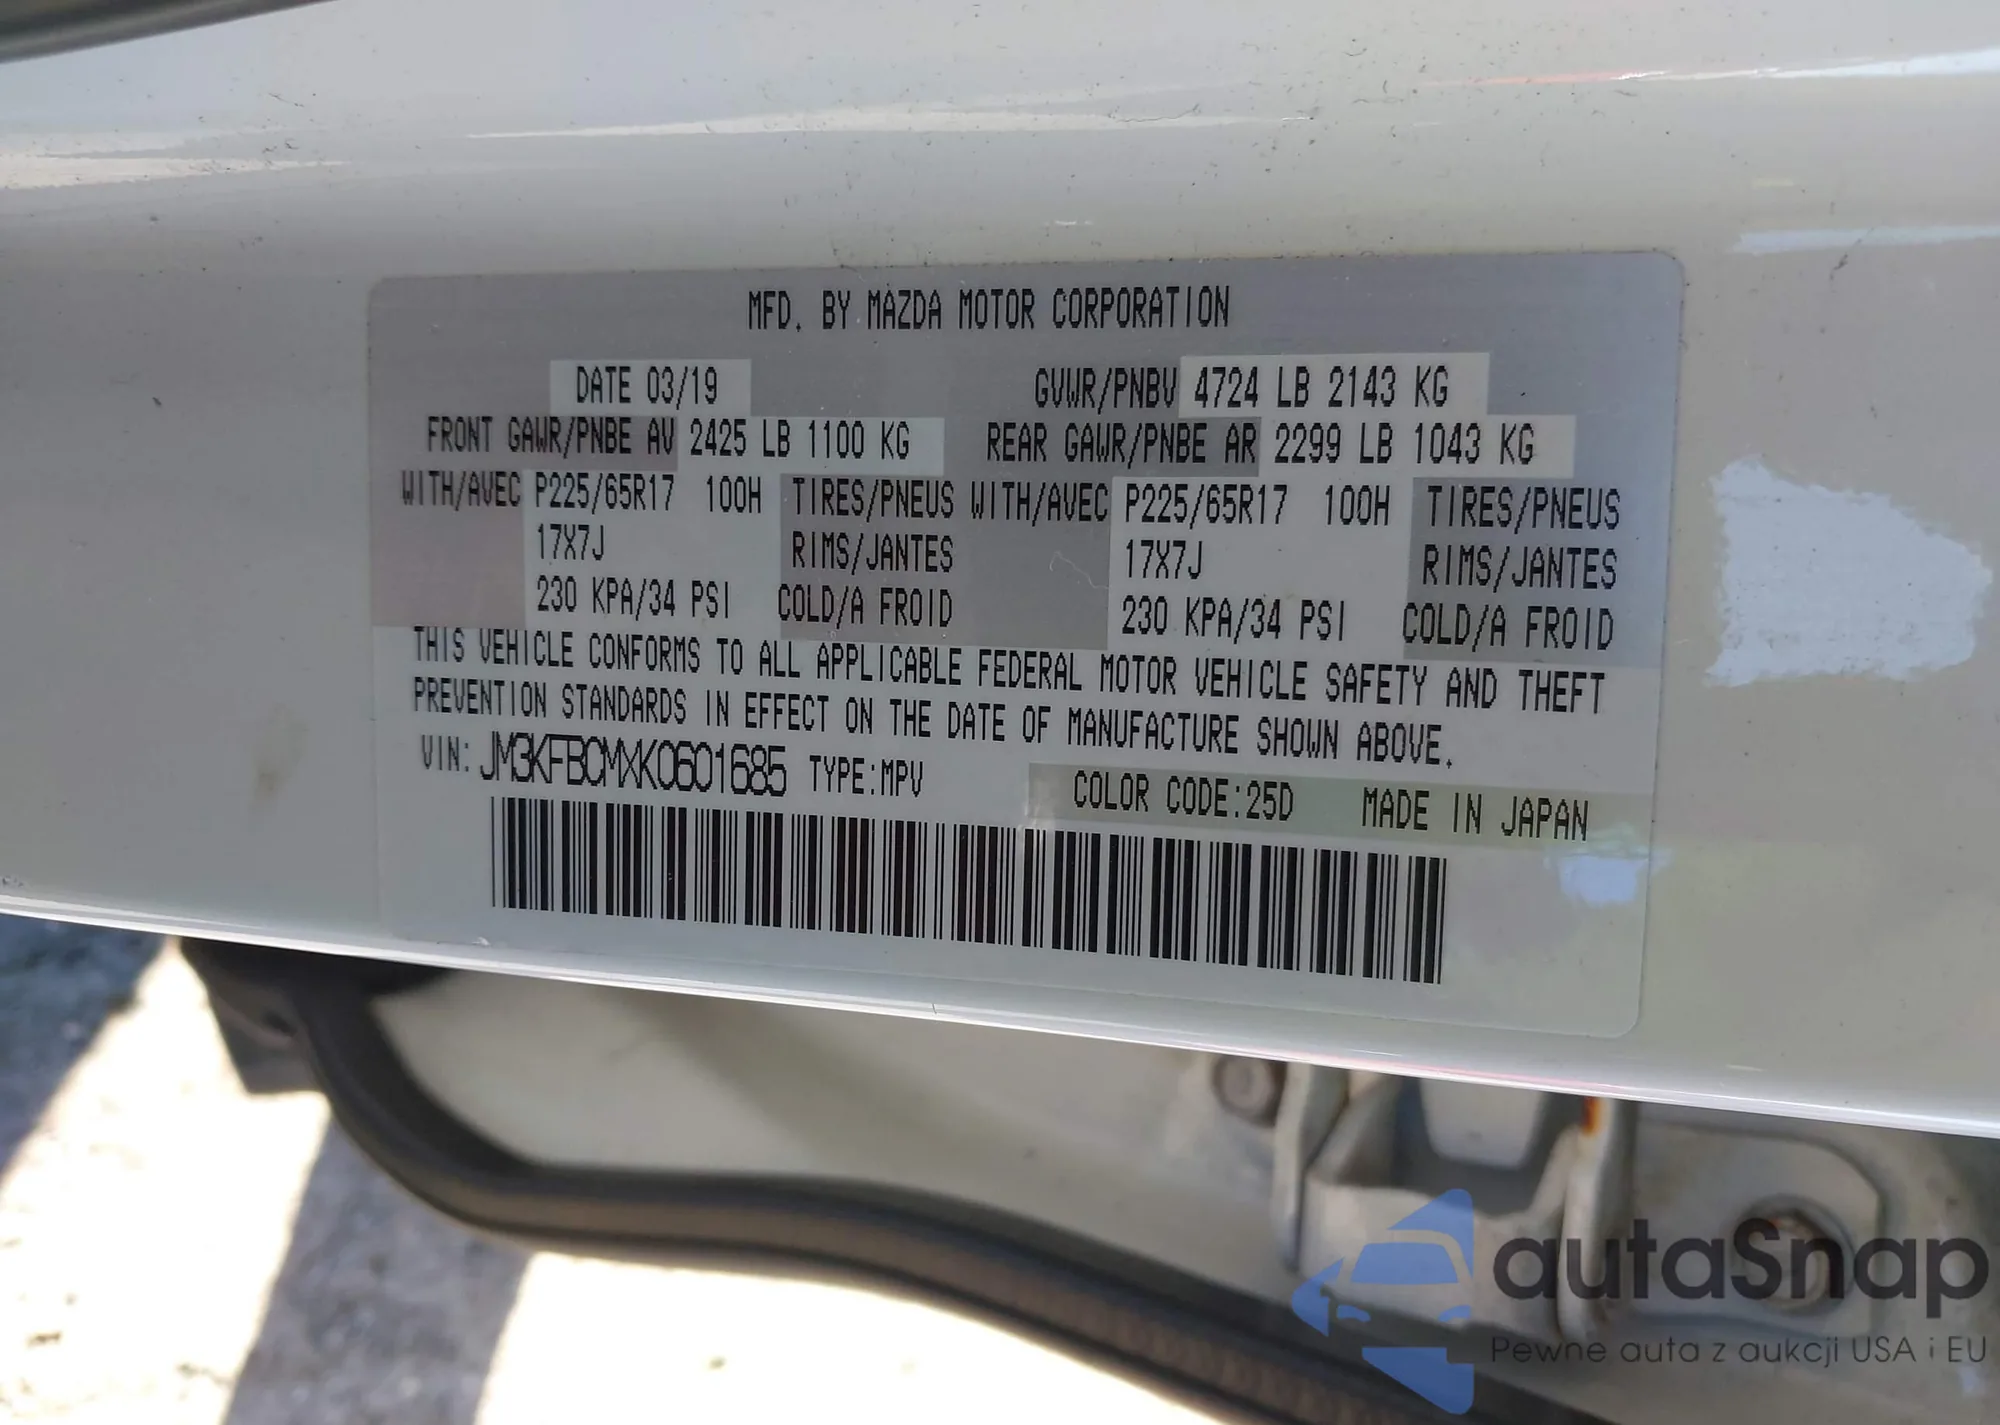 MFD. BY MAZDA MOTOR CORPORATION
DATE 03/19 GVWR/PNBV 4724 LB 2143 KG
FRONT GAWR/PNBE AV 2425 LB 1100 KG REAR GAWR/PNBE AR 2299 LB 1043 KG
WITH/AVEC P225/65R17 100H TIRES/PNEUS WITH/AVEC P225/65R17 100H TIRES/PNEUS
17X7J RIMS/JANTES 17X7J RIMS/JANTES
230 KPA/34 PSI COLD/A FROID 230 KPA/34 PSI COLD/A FROID
THIS VEHICLE CONFORMS TO ALL APPLICABLE FEDERAL MOTOR VEHICLE SAFETY AND THEFT
PREVENTION STANDARDS IN EFFECT ON THE DATE OF MANUFACTURE SHOWN ABOVE.
VIN: JM3KFBCMXK0601685 TYPE:MPV COLOR CODE:25D MADE IN JAPAN
autaSnap
Pewne auta z aukcji USA i EU